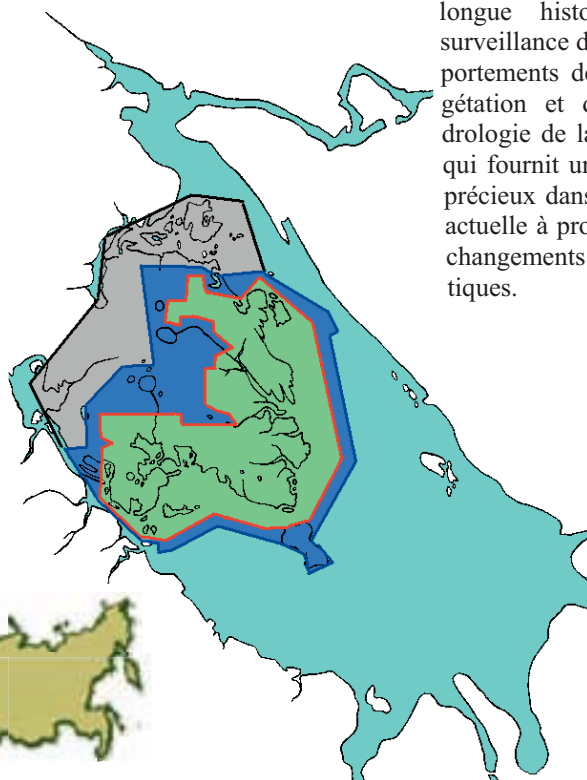 longue histo
surveillance d
portements de
gétation et d
drologie de la
qui fournit un
précieux dans
actuelle à pro
changements
tiques.